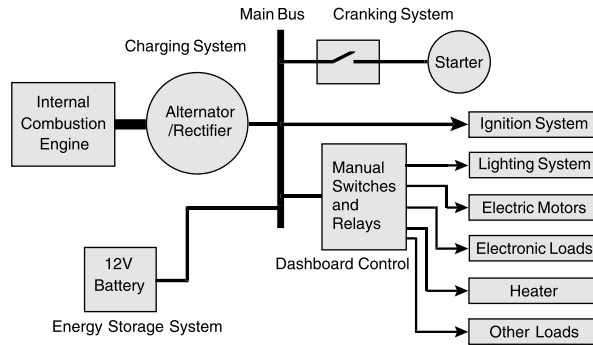 Main Bus
Cranking System
Charging System
Starter
Internal
Combustion
Engine
Alternator
/Rectifier
Ignition System
Manual
Switches
and
Relays
Lighting System
Electric Motors
Electronic Loads
Heater
Other Loads
Dashboard Control
12V
Battery
Energy Storage System